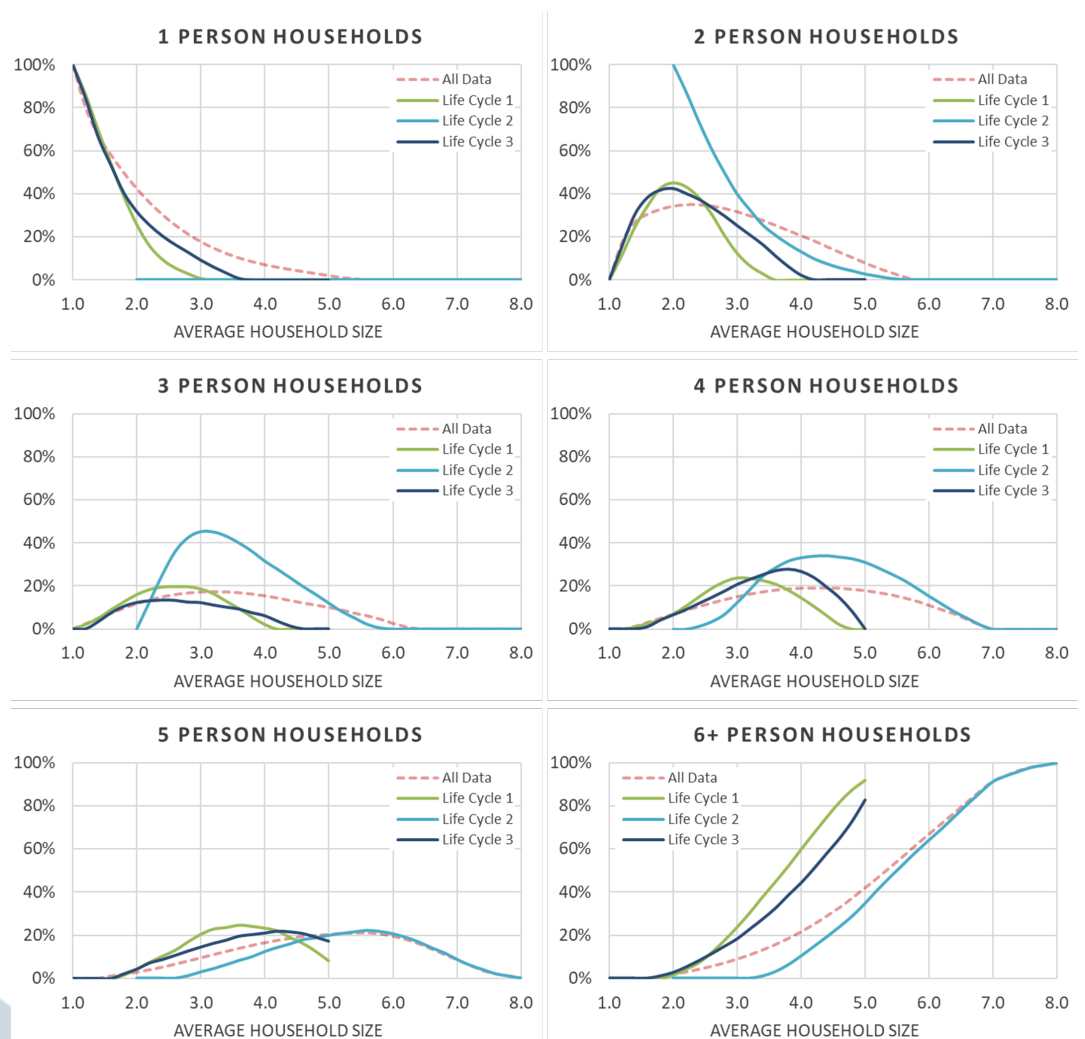 1 PERSON HOUSEHOLDS
100%
80%
60%
40%
20%
0%
All Data
Life Cycle 1
Life Cycle 2
Life Cycle 3
1.0 2.0 3.0 4.0 5.0 6.0 7.0 8.0
AVERAGE HOUSEHOLD SIZE
2 PERSON HOUSEHOLDS
100%
80%
60%
40%
20%
0%
All Data
Life Cycle 1
Life Cycle 2
Life Cycle 3
1.0 2.0 3.0 4.0 5.0 6.0 7.0 8.0
AVERAGE HOUSEHOLD SIZE
3 PERSON HOUSEHOLDS
100%
80%
60%
40%
20%
0%
All Data
Life Cycle 1
Life Cycle 2
Life Cycle 3
1.0 2.0 3.0 4.0 5.0 6.0 7.0 8.0
AVERAGE HOUSEHOLD SIZE
4 PERSON HOUSEHOLDS
100%
80%
60%
40%
20%
0%
All Data
Life Cycle 1
Life Cycle 2
Life Cycle 3
1.0 2.0 3.0 4.0 5.0 6.0 7.0 8.0
AVERAGE HOUSEHOLD SIZE
5 PERSON HOUSEHOLDS
100%
80%
60%
40%
20%
0%
All Data
Life Cycle 1
Life Cycle 2
Life Cycle 3
1.0 2.0 3.0 4.0 5.0 6.0 7.0 8.0
AVERAGE HOUSEHOLD SIZE
6+ PERSON HOUSEHOLDS
100%
80%
60%
40%
20%
0%
All Data
Life Cycle 1
Life Cycle 2
Life Cycle 3
1.0 2.0 3.0 4.0 5.0 6.0 7.0 8.0
AVERAGE HOUSEHOLD SIZE